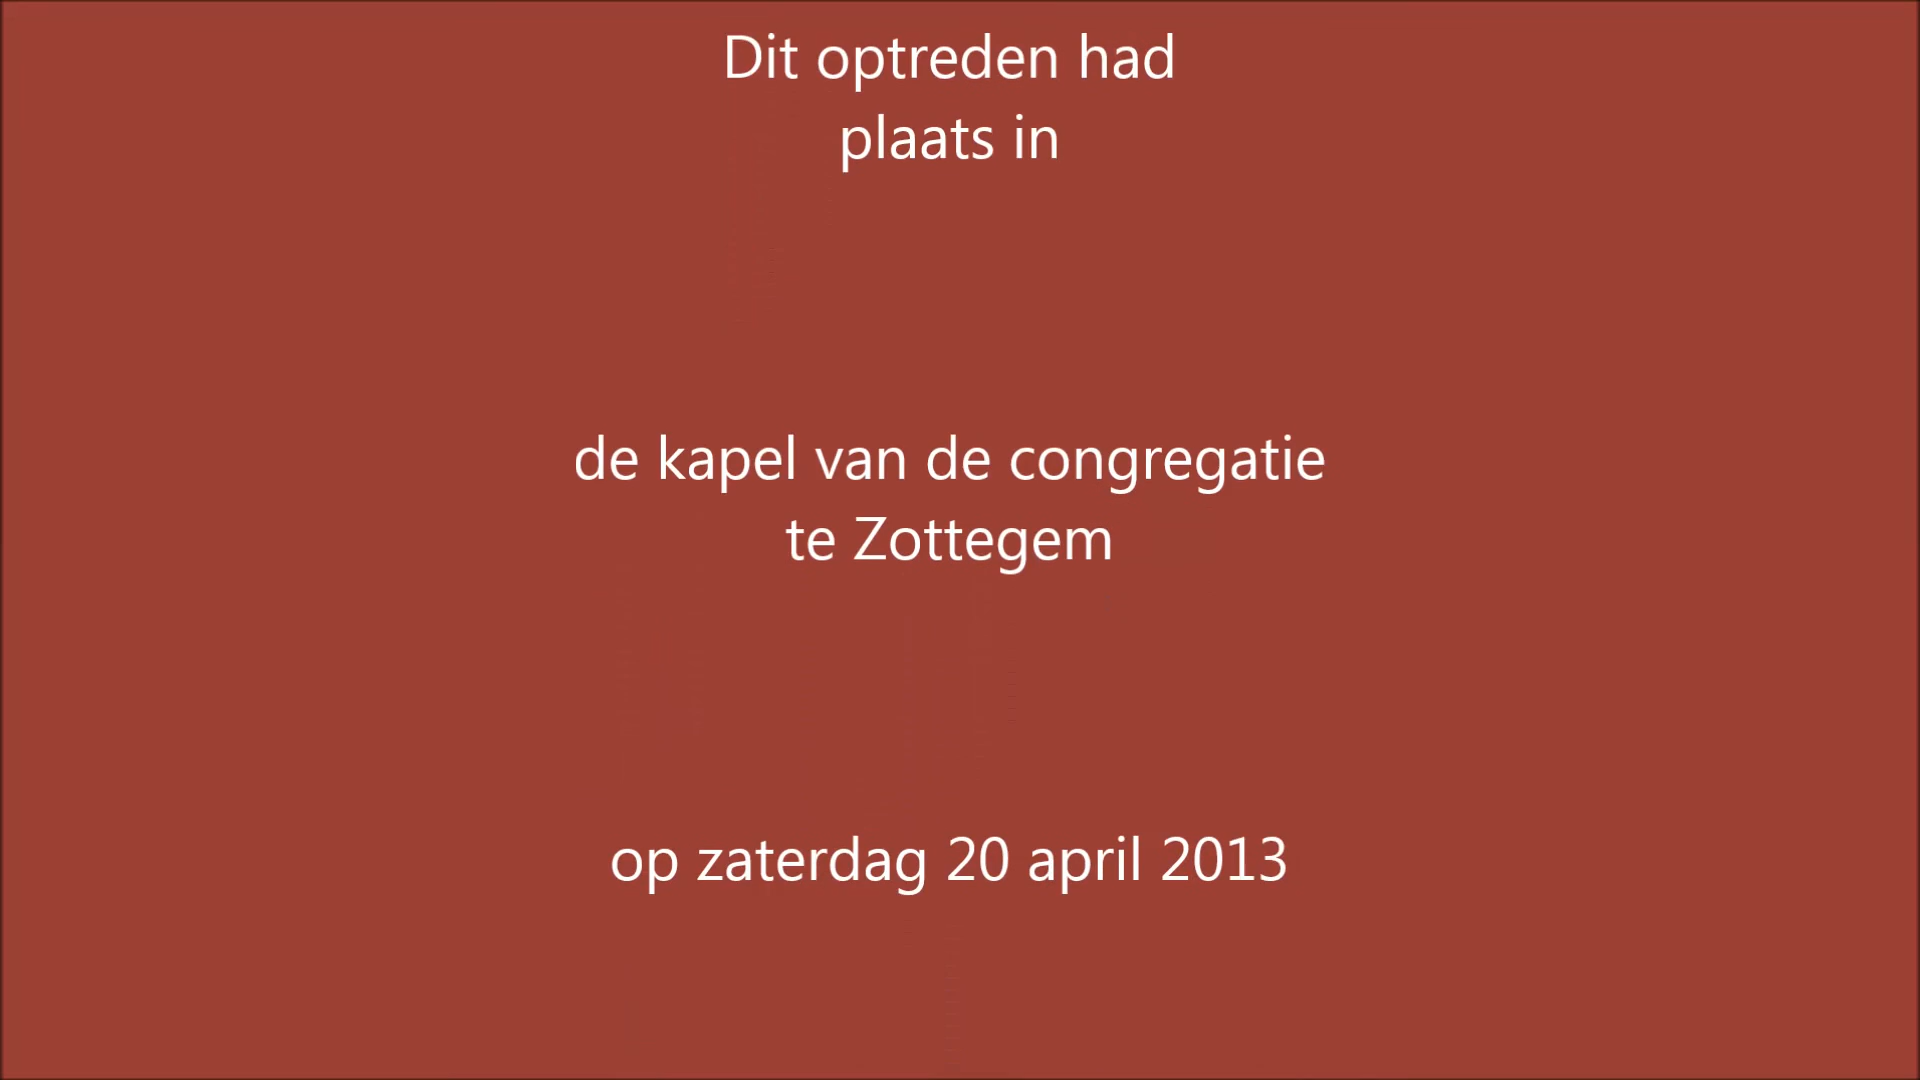 Dit optreden had
plaats in
de kapel van de congregatie
te Zottegem
op zaterdag 20 april 2013